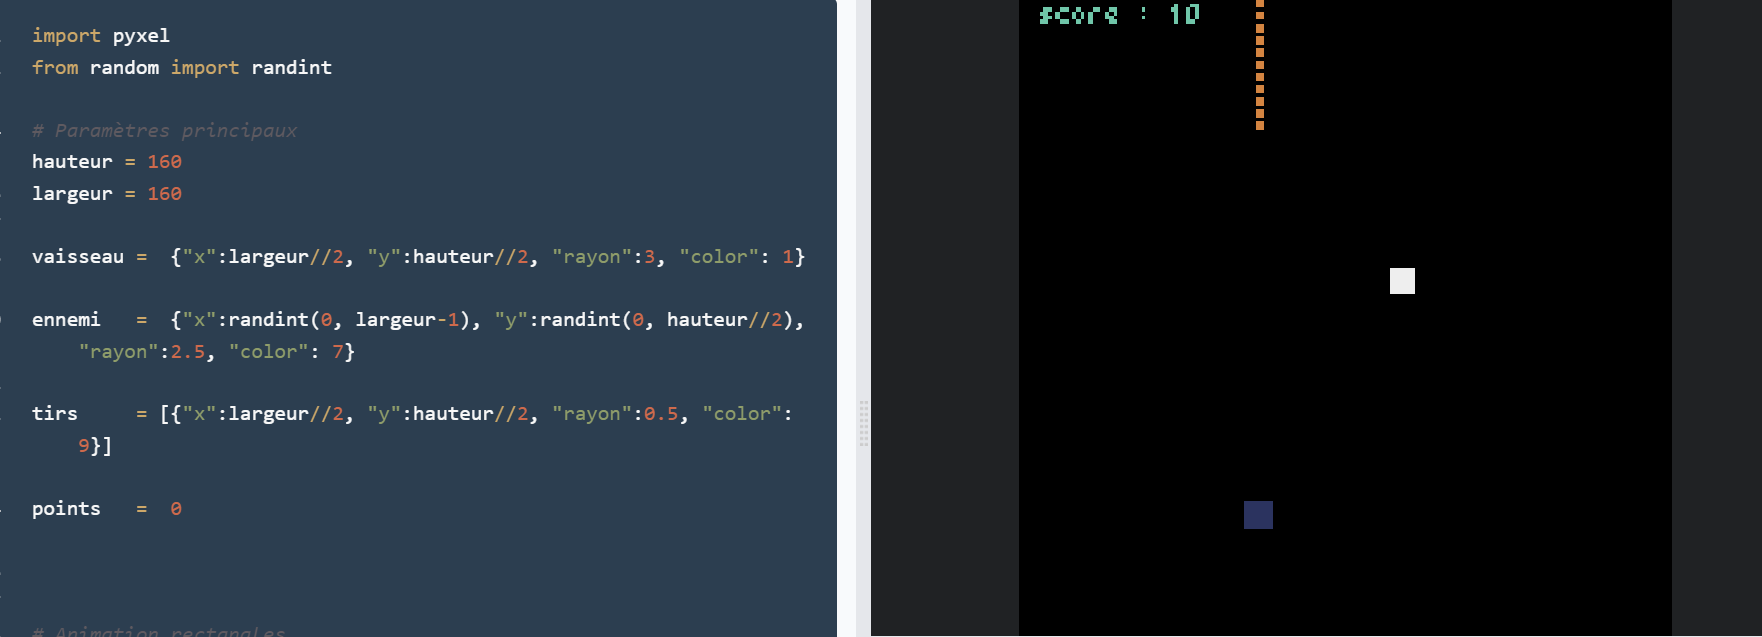 import pyxel
from random import randint
# Paramètres principaux
hauteur = 160
largeur = 160
vaisseau = {"x":largeur//2, "y":hauteur//2, "rayon":3, "color": 1}
ennemi = {"x":randint(0, largeur-1), "y":randint(0, hauteur//2),
"rayon":2.5, "color": 7}
tirs = [{"x":largeur//2, "y":hauteur//2, "rayon":0.5, "color":
9}]
points = 0
# Animation rectangles
score : 10